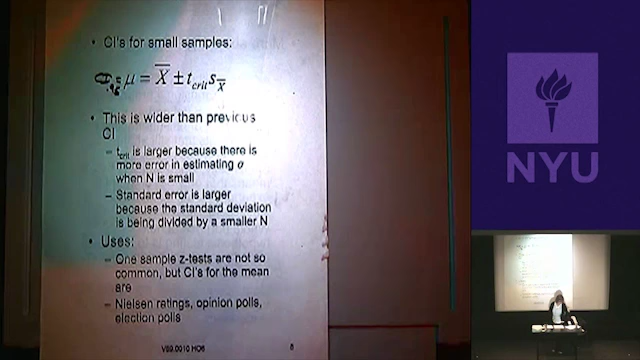 • CI's for small samples:
μ = X̄ ± t_crit s_X̄
• This is wider than previous
CI
– t_crit is larger because there is
more error in estimating σ
when N is small
– Standard error is larger
because the standard deviation
is being divided by a smaller N
• Uses:
– One sample z-tests are not so
common, but CI's for the mean
are
– Nielsen ratings, opinion polls,
election polls
V89.0010 HO6
8
NYU